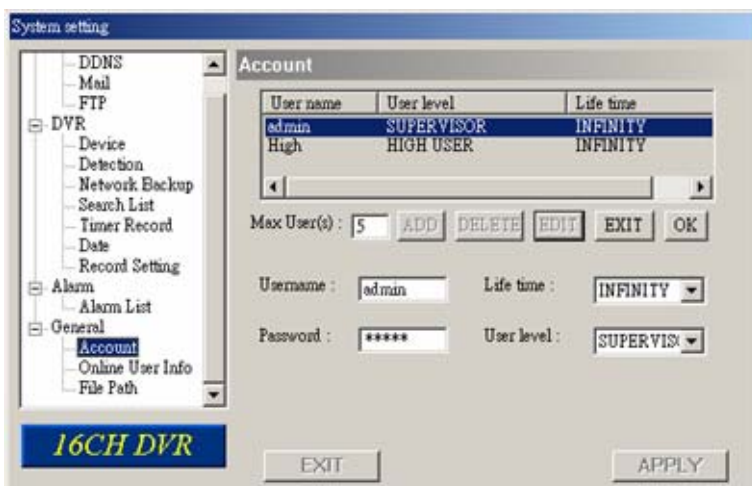 System setting
DDNS
Mail
FTP
DVR
Device
Detection
Network Backup
Search List
Timer Record
Date
Record Setting
Alarm
Alarm List
General
Account
Online User Info
File Path
16CH DVR
Account
User name User level Life time
admin SUPERVISOR INFINITY
High HIGH USER INFINITY
Max User(s) : 5 ADD DELETE EDIT EXIT OK
Username : admin Life time : INFINITY
Password : ***** User level : SUPERVIS
EXIT APPLY